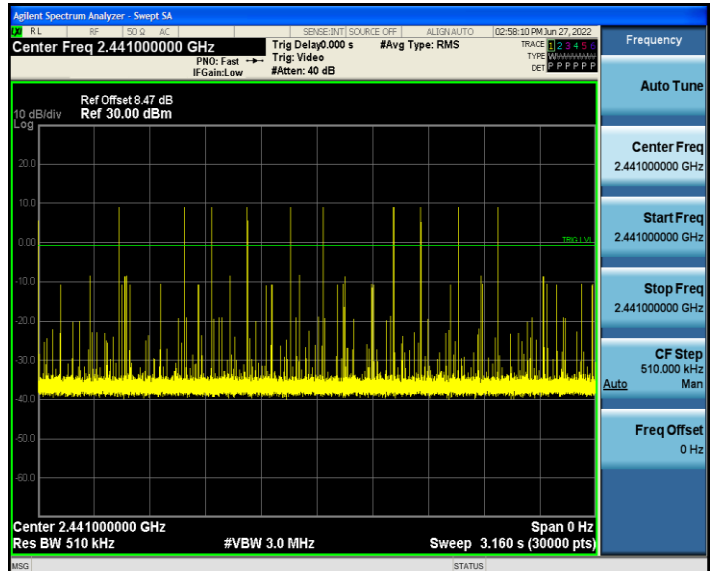 Agilent Spectrum Analyzer - Swept SA
RL RF 50 Ω AC SENSE:INT SOURCE OFF ALIGN AUTO 02:58:10 PM Jun 27, 2022
Center Freq 2.441000000 GHz
PNO: Fast
IFGain:Low
Trig Delay0.000 s
Trig: Video
#Atten: 40 dB
#Avg Type: RMS
TRACE 1 2 3 4 5 6
TYPE
DET P P P P P P
Frequency
Auto Tune
Center Freq
2.441000000 GHz
Start Freq
2.441000000 GHz
Stop Freq
2.441000000 GHz
CF Step
510.000 kHz
Auto Man
Freq Offset
0 Hz
Ref Offset 8.47 dB
10 dB/div Ref 30.00 dBm
Log
20.0
10.0
0.00
TRIG LVL
-10.0
-20.0
-30.0
-40.0
-50.0
-60.0
Center 2.441000000 GHz Span 0 Hz
Res BW 510 kHz #VBW 3.0 MHz Sweep 3.160 s (30000 pts)
MSG STATUS